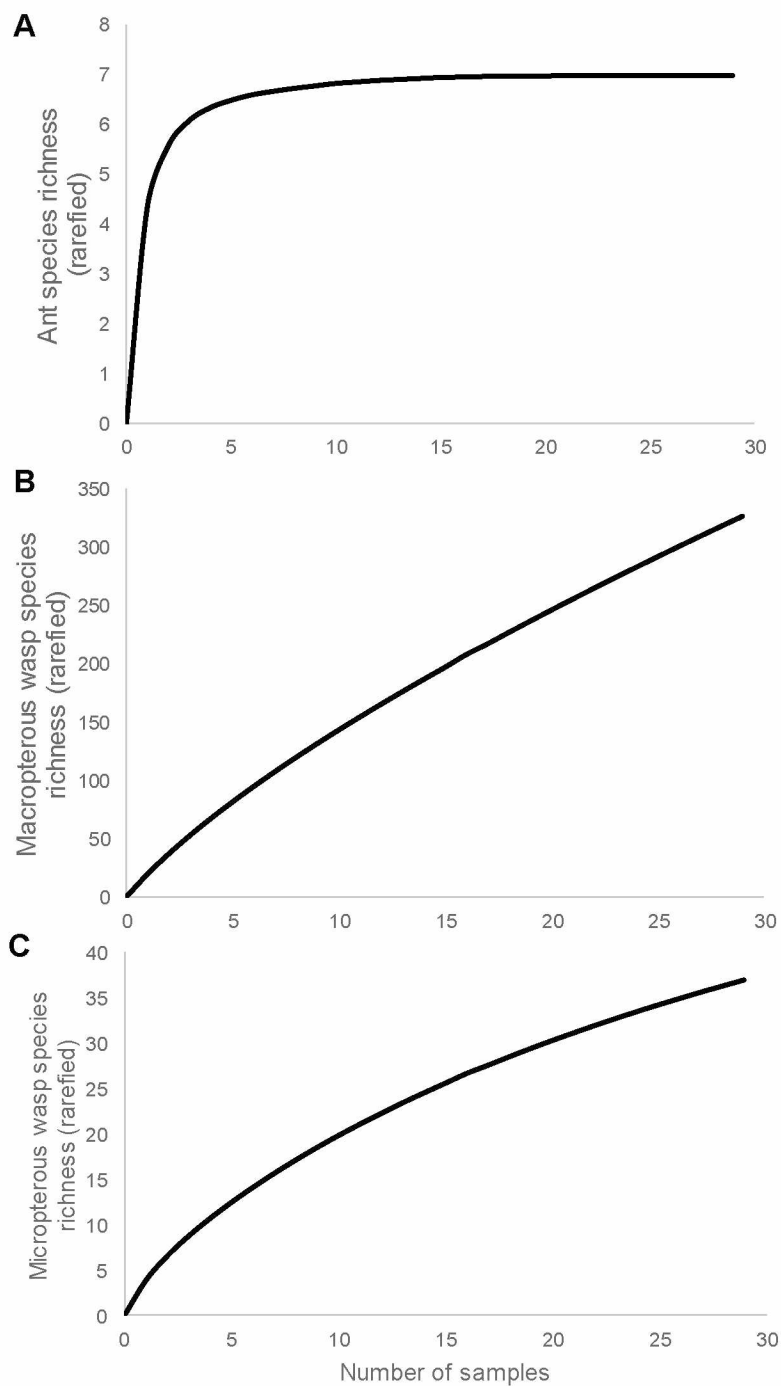 A
Ant species richness
(rarefied)
8
7
6
5
4
3
2
1
0
0 5 10 15 20 25 30
B
Macropterous wasp species
richness (rarefied)
350
300
250
200
150
100
50
0
0 5 10 15 20 25 30
C
Micropterous wasp species
richness (rarefied)
40
35
30
25
20
15
10
5
0
0 5 10 15 20 25 30
Number of samples